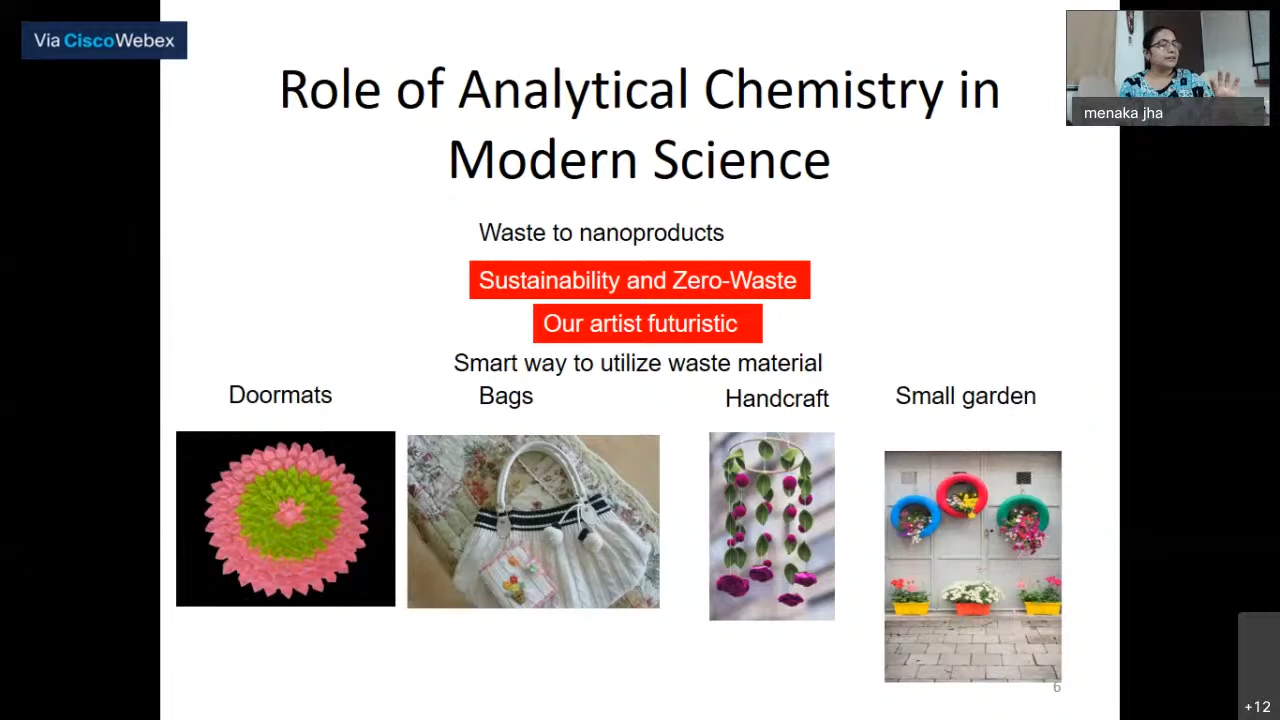 Via CiscoWebex
menaka jha
Role of Analytical Chemistry in
Modern Science
Waste to nanoproducts
Sustainability and Zero-Waste
Our artist futuristic
Smart way to utilize waste material
Doormats
Bags
Handcraft
Small garden
6
+12